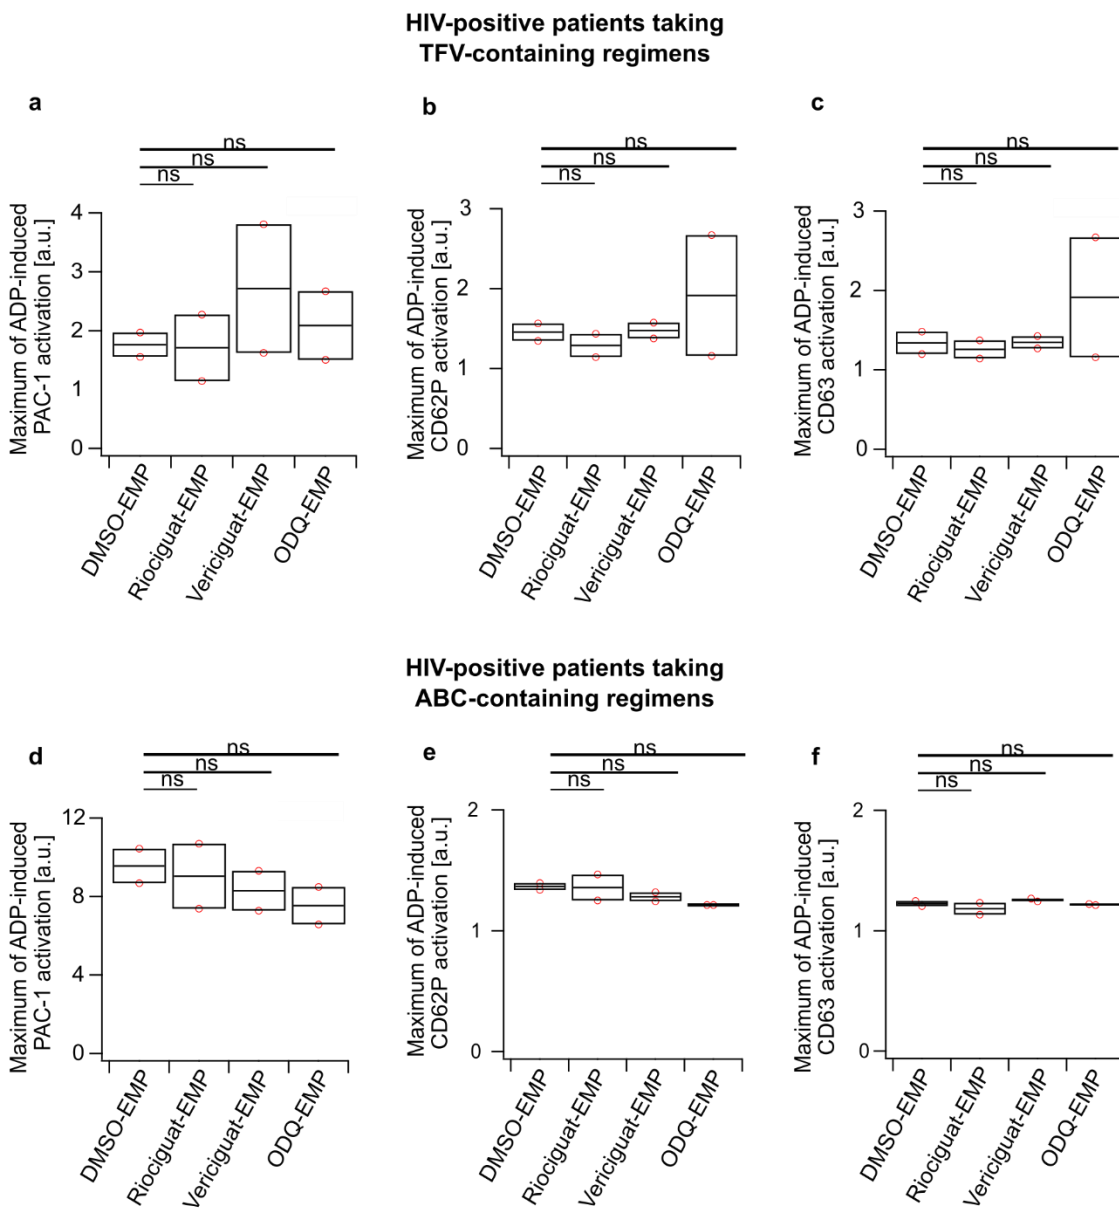 HIV-positive patients taking
TFV-containing regimens
a
ns
ns
ns
Maximum of ADP-induced
PAC-1 activation [a.u.]
4
3
2
1
0
DMSO-EMP
Riociguat-EMP
Vericiguat-EMP
ODQ-EMP
b
ns
ns
ns
Maximum of ADP-induced
CD62P activation [a.u.]
3
2
1
0
DMSO-EMP
Riociguat-EMP
Vericiguat-EMP
ODQ-EMP
c
ns
ns
ns
Maximum of ADP-induced
CD63 activation [a.u.]
3
2
1
0
DMSO-EMP
Riociguat-EMP
Vericiguat-EMP
ODQ-EMP
HIV-positive patients taking
ABC-containing regimens
d
ns
ns
ns
Maximum of ADP-induced
PAC-1 activation [a.u.]
12
8
4
0
DMSO-EMP
Riociguat-EMP
Vericiguat-EMP
ODQ-EMP
e
ns
ns
ns
Maximum of ADP-induced
CD62P activation [a.u.]
2
1
0
DMSO-EMP
Riociguat-EMP
Vericiguat-EMP
ODQ-EMP
f
ns
ns
ns
Maximum of ADP-induced
CD63 activation [a.u.]
2
1
0
DMSO-EMP
Riociguat-EMP
Vericiguat-EMP
ODQ-EMP